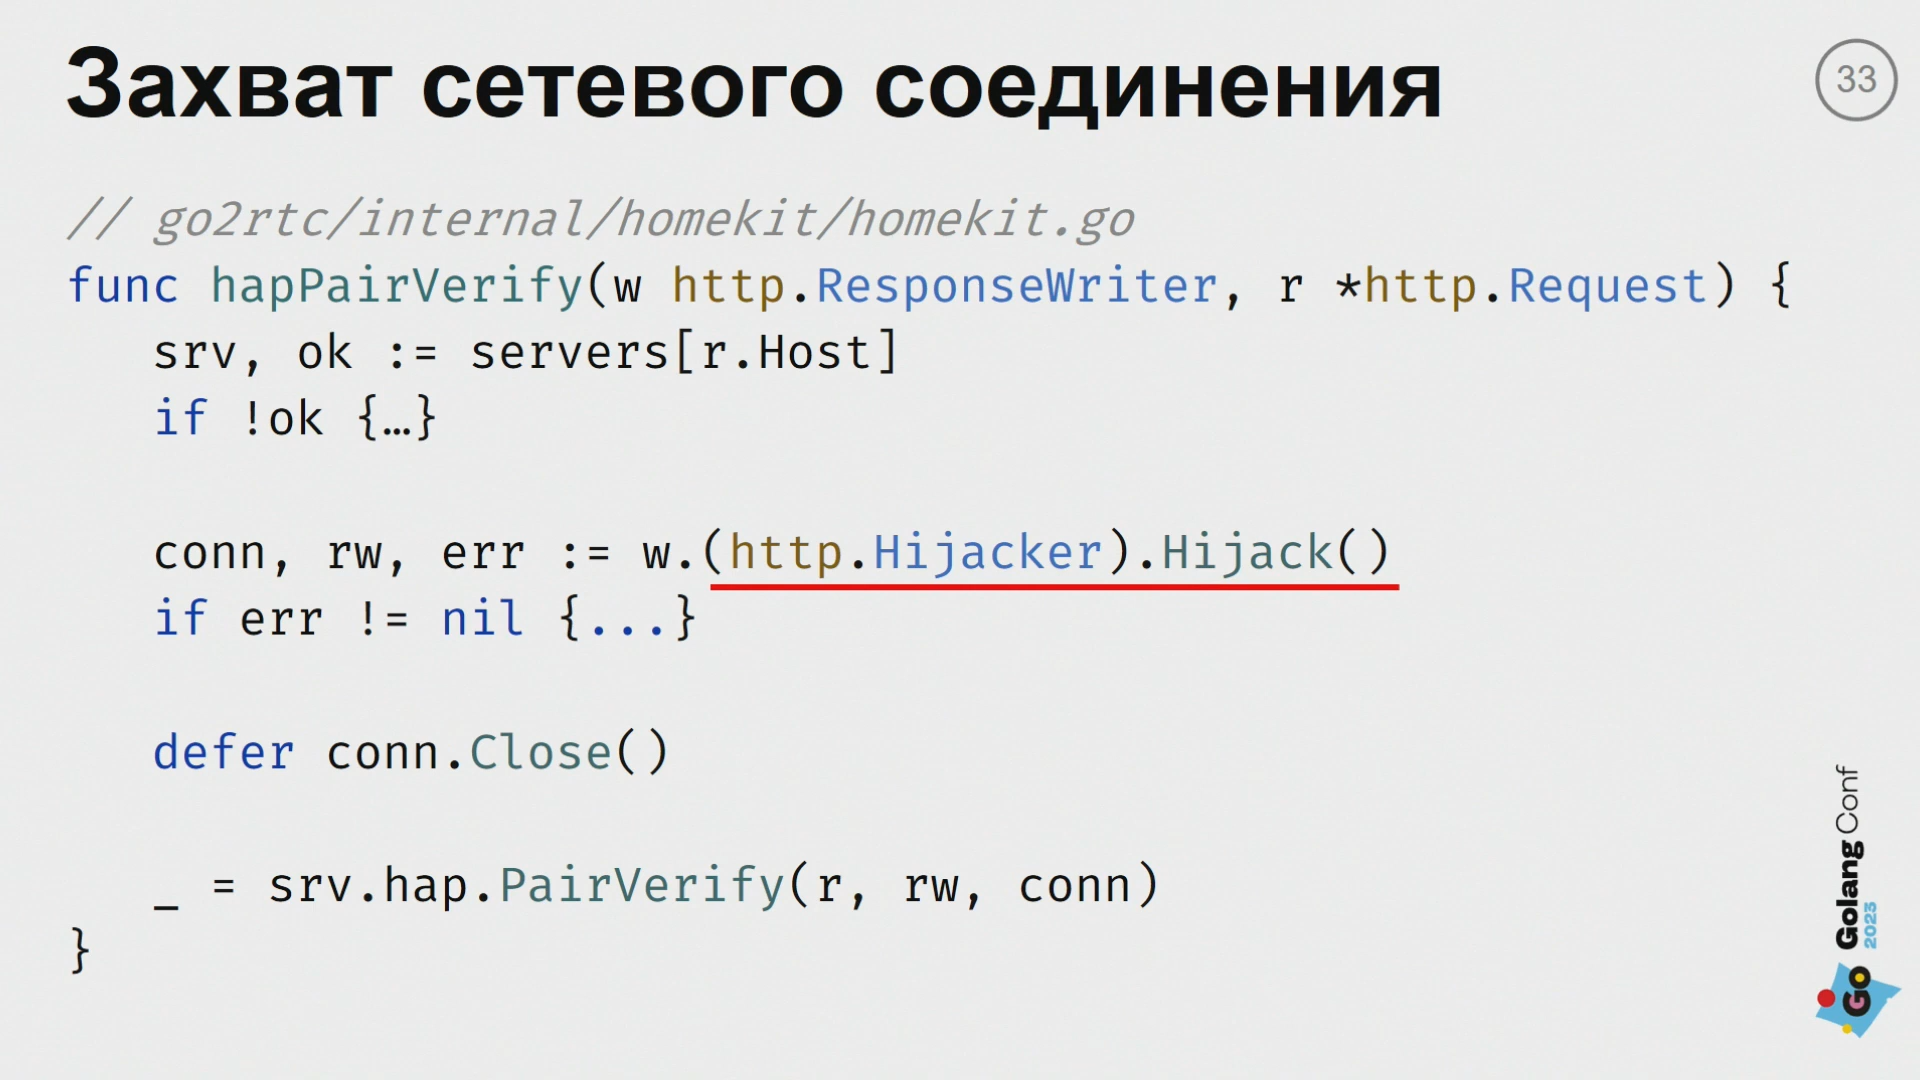 Захват сетевого соединения
33
// go2rtc/internal/homekit/homekit.go
func hapPairVerify(w http.ResponseWriter, r *http.Request) {
    srv, ok := servers[r.Host]
    if !ok {…}
    conn, rw, err := w.(http.Hijacker).Hijack()
    if err != nil {...}
    defer conn.Close()
    _ = srv.hap.PairVerify(r, rw, conn)
}
Golang Conf
2023
GO